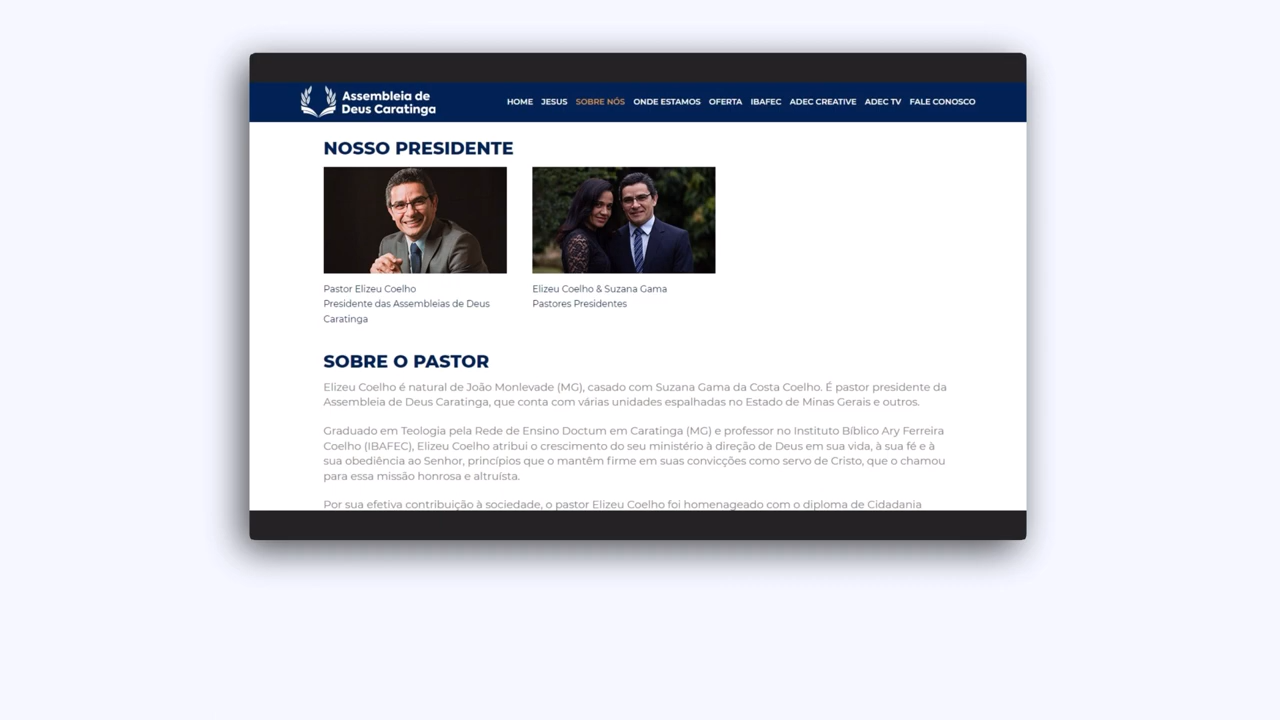 Assembleia de
Deus Caratinga
HOME JESUS SOBRE NÓS ONDE ESTAMOS OFERTA IBAFEC ADEC CREATIVE ADEC TV FALE CONOSCO
NOSSO PRESIDENTE
Pastor Elizeu Coelho
Presidente das Assembleias de Deus
Caratinga
Elizeu Coelho & Suzana Gama
Pastores Presidentes
SOBRE O PASTOR
Elizeu Coelho é natural de João Monlevade (MG), casado com Suzana Gama da Costa Coelho. É pastor presidente da
Assembleia de Deus Caratinga, que conta com várias unidades espalhadas no Estado de Minas Gerais e outros.
Graduado em Teologia pela Rede de Ensino Doctum em Caratinga (MG) e professor no Instituto Bíblico Ary Ferreira
Coelho (IBAFEC), Elizeu Coelho atribui o crescimento do seu ministério à direção de Deus em sua vida, à sua fé e à
sua obediência ao Senhor, princípios que o mantêm firme em suas convicções como servo de Cristo, que o chamou
para essa missão honrosa e altruísta.
Por sua efetiva contribuição à sociedade, o pastor Elizeu Coelho foi homenageado com o diploma de Cidadania